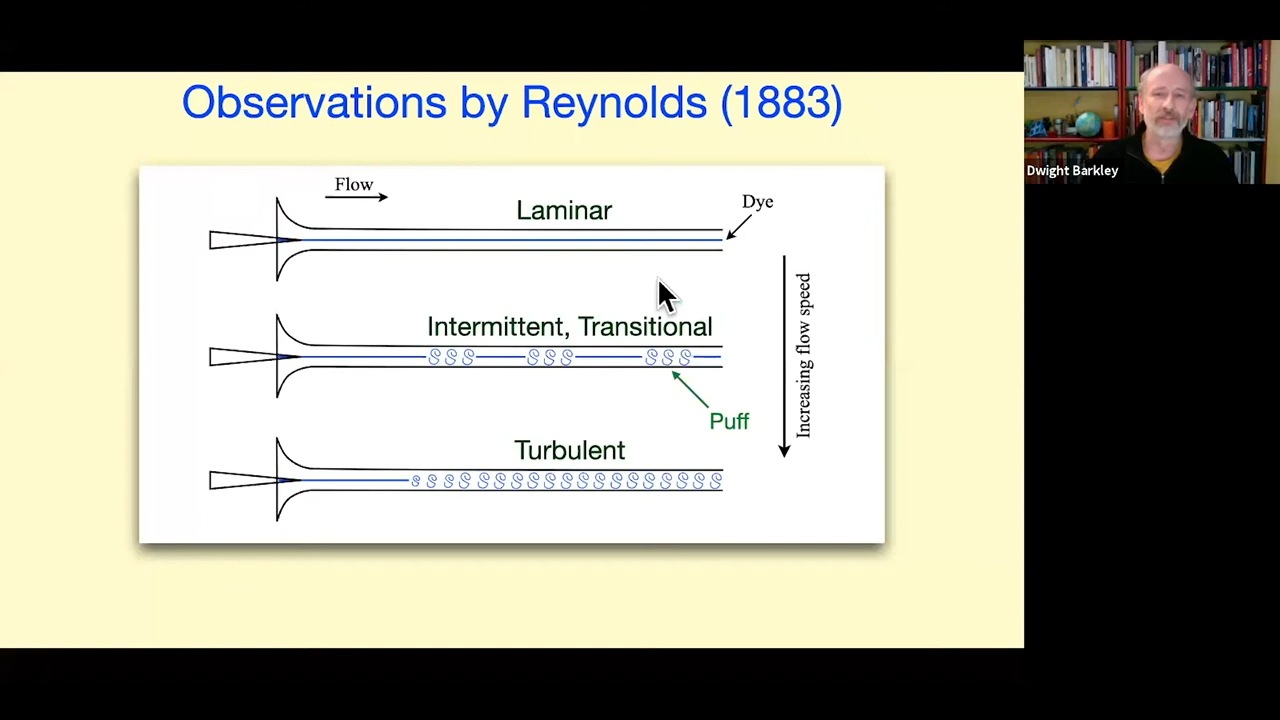 Observations by Reynolds (1883)
Flow
Laminar
Dye
Intermittent, Transitional
Puff
Increasing flow speed
Turbulent
Dwight Barkley